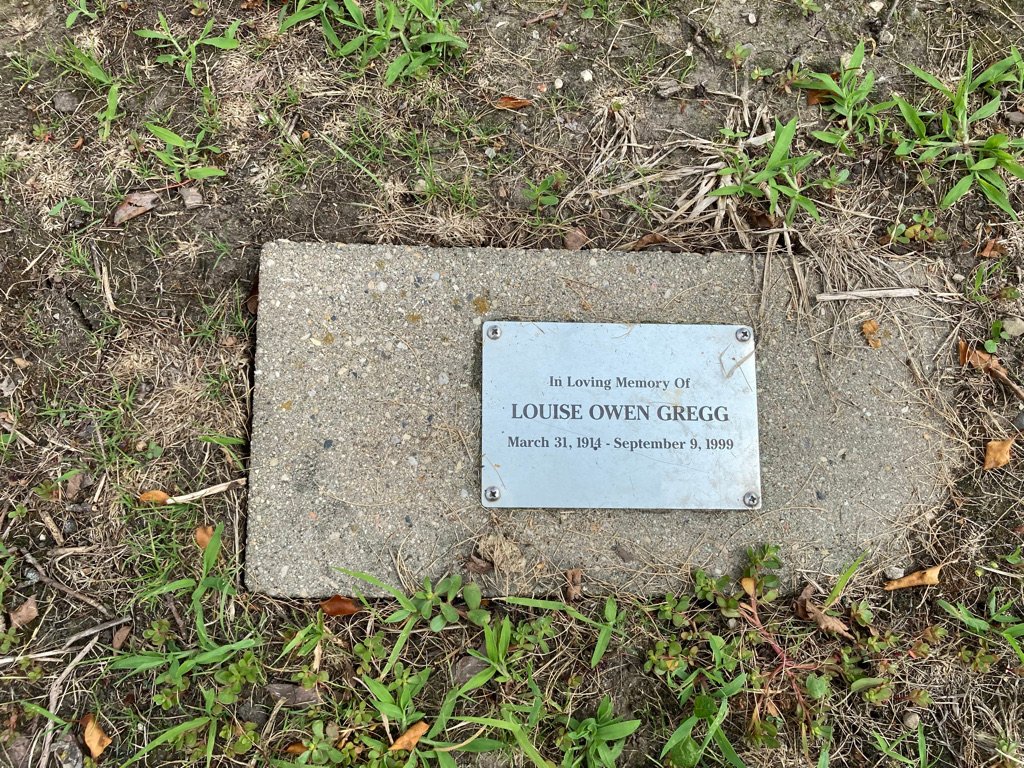 In Loving Memory Of
LOUISE OWEN GREGG
March 31, 1914 - September 9, 1999